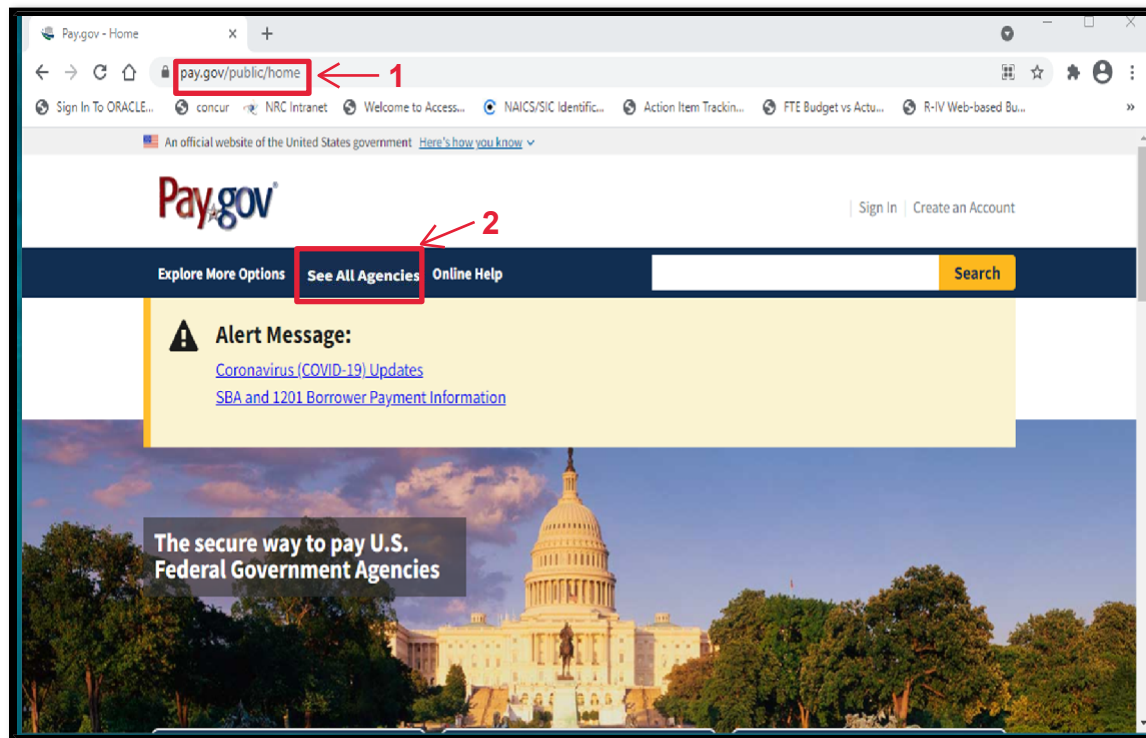 Pay.gov - Home
pay.gov/public/home
1
Sign In To ORACLE... concur NRC Intranet Welcome to Access... NAICS/SIC Identific... Action Item Trackin... FTE Budget vs Actu... R-IV Web-based Bu... »
An official website of the United States government Here's how you know
Pay.gov®
Sign In Create an Account
2
Explore More Options See All Agencies Online Help Search
Alert Message:
Coronavirus (COVID-19) Updates
SBA and 1201 Borrower Payment Information
The secure way to pay U.S.
Federal Government Agencies